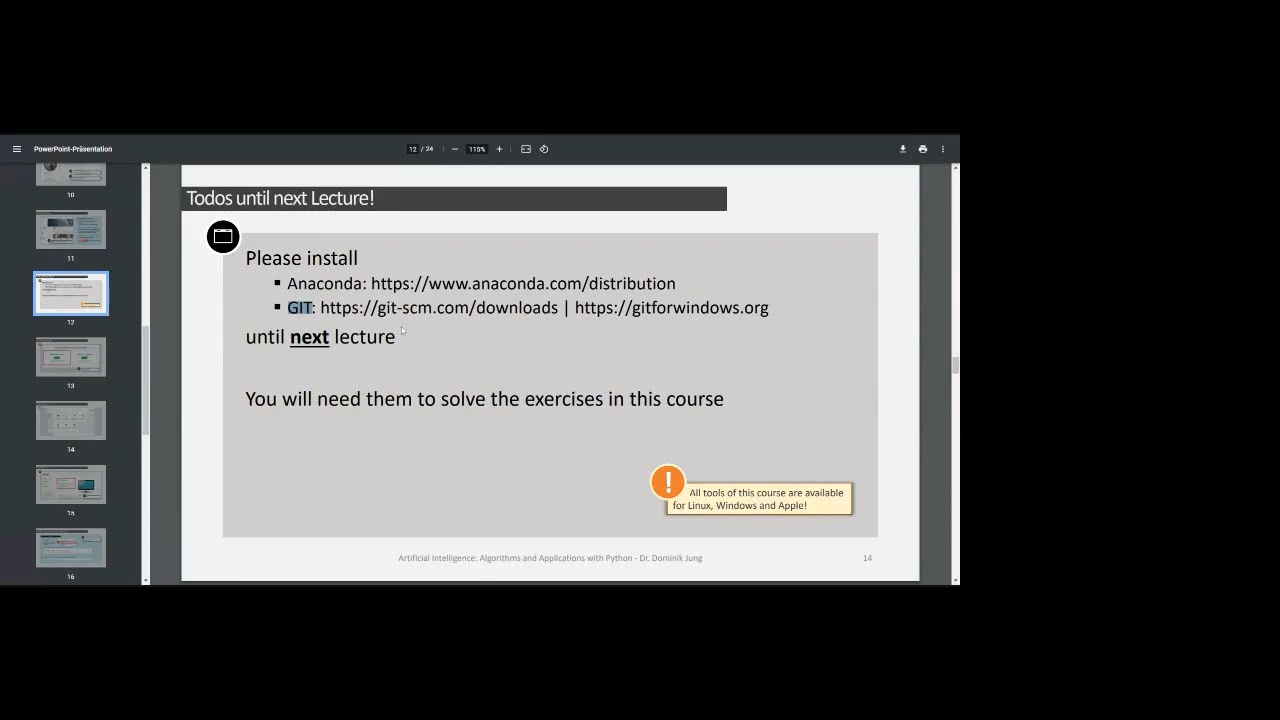 PowerPoint-Präsentation
12 / 24
115%
10
11
12
13
14
15
16
Todos until next Lecture!
Please install
▪ Anaconda: https://www.anaconda.com/distribution
▪ GIT: https://git-scm.com/downloads | https://gitforwindows.org
until next lecture
You will need them to solve the exercises in this course
! All tools of this course are available
for Linux, Windows and Apple!
Artificial Intelligence: Algorithms and Applications with Python - Dr. Dominik Jung
14